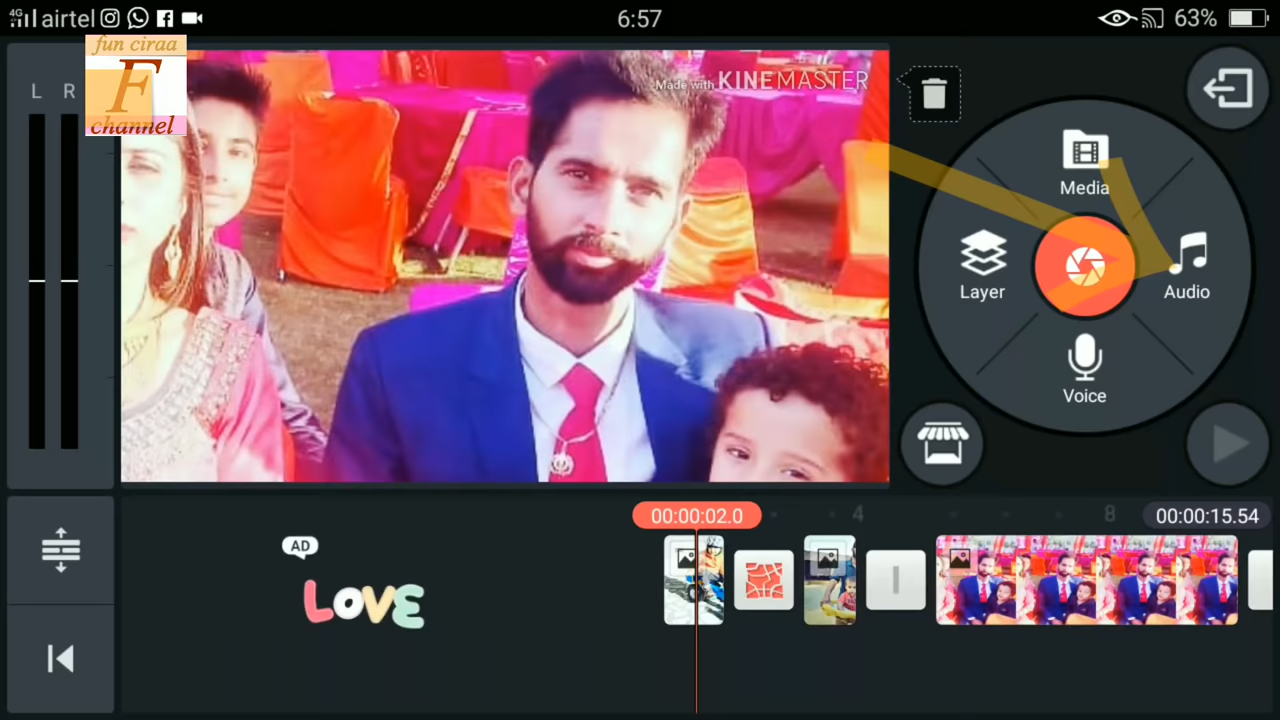 4G airtel 6:57 63%
fun ciraa
F
channel
L R
Made with KINEMASTER
Media
Layer
Audio
Voice
00:00:02.0 4 8 00:00:15.54
AD
LOVE